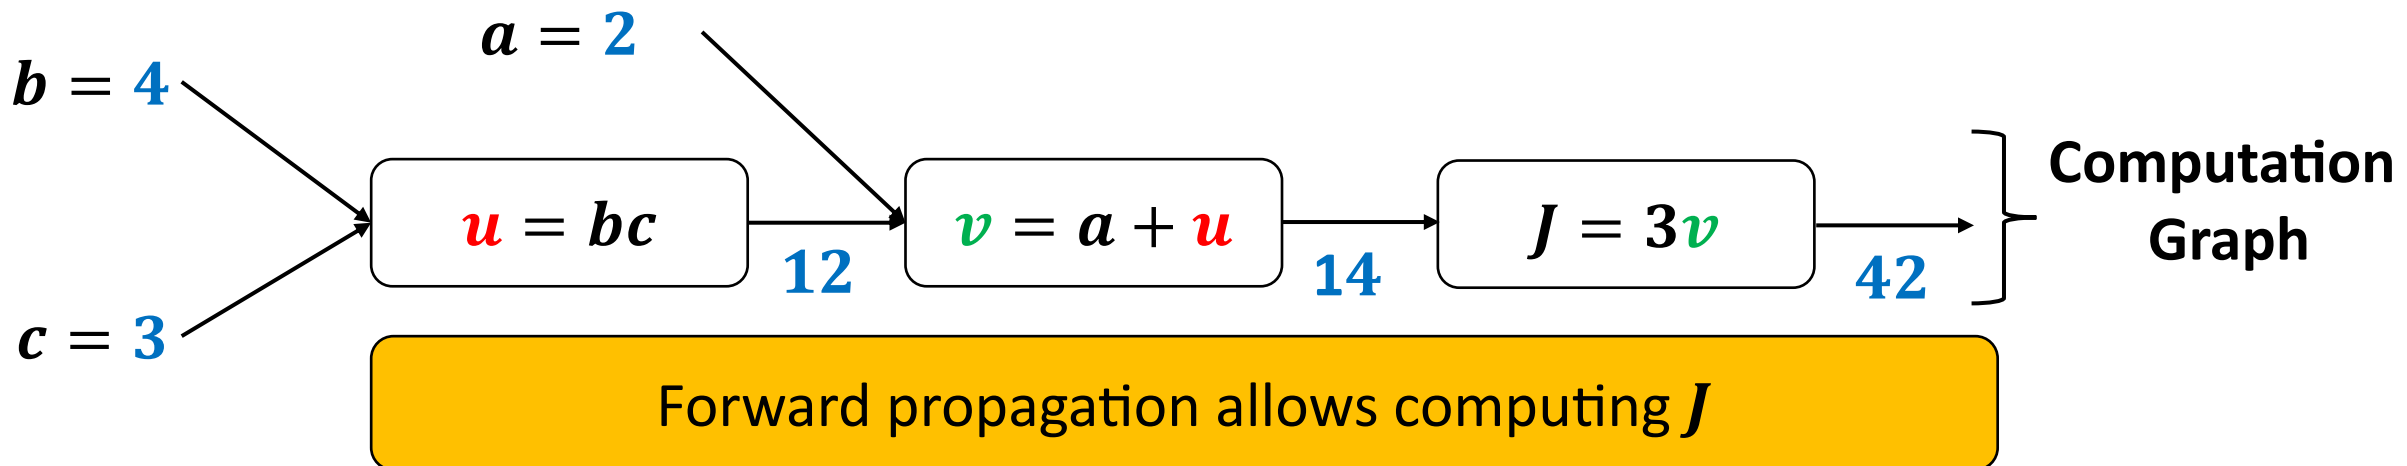 a = 2
b = 4
c = 3
u = bc
12
v = a + u
14
J = 3v
42
Computation
Graph
Forward propagation allows computing J